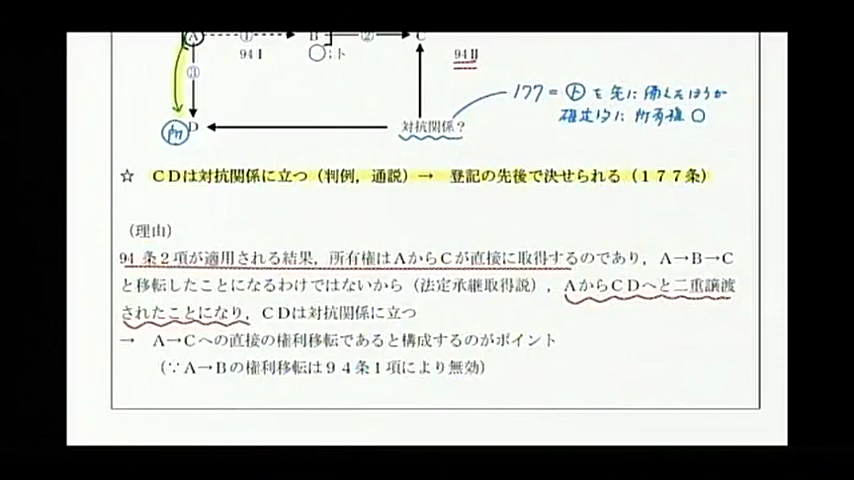 A ① B ② C
94Ⅰ ○:ト 94Ⅱ
③
177=トを先に備えたほうが
確定的に所有権○
所 D 対抗関係?
☆ CDは対抗関係に立つ(判例,通説)→ 登記の先後で決せられる(177条)
(理由)
94条2項が適用される結果,所有権はAからCが直接に取得するのであり,A→B→C
と移転したことになるわけではないから(法定承継取得説),AからCDへと二重譲渡
されたことになり,CDは対抗関係に立つ
→ A→Cへの直接の権利移転であると構成するのがポイント
(∵A→Bの権利移転は94条1項により無効)